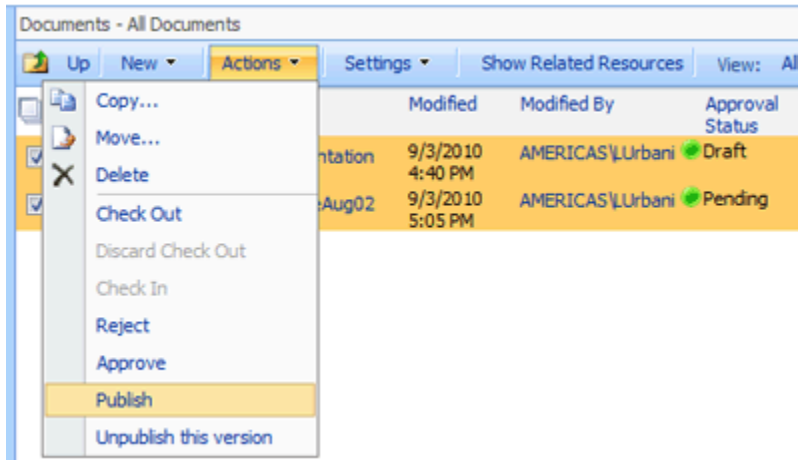 Documents - All Documents
Up New Actions Settings Show Related Resources View: All
Copy... Modified Modified By Approval
Status
Move...
ntation 9/3/2010 AMERICAS\LUrbani Draft
4:40 PM
Delete
Aug02 9/3/2010 AMERICAS\LUrbani Pending
5:05 PM
Check Out
Discard Check Out
Check In
Reject
Approve
Publish
Unpublish this version